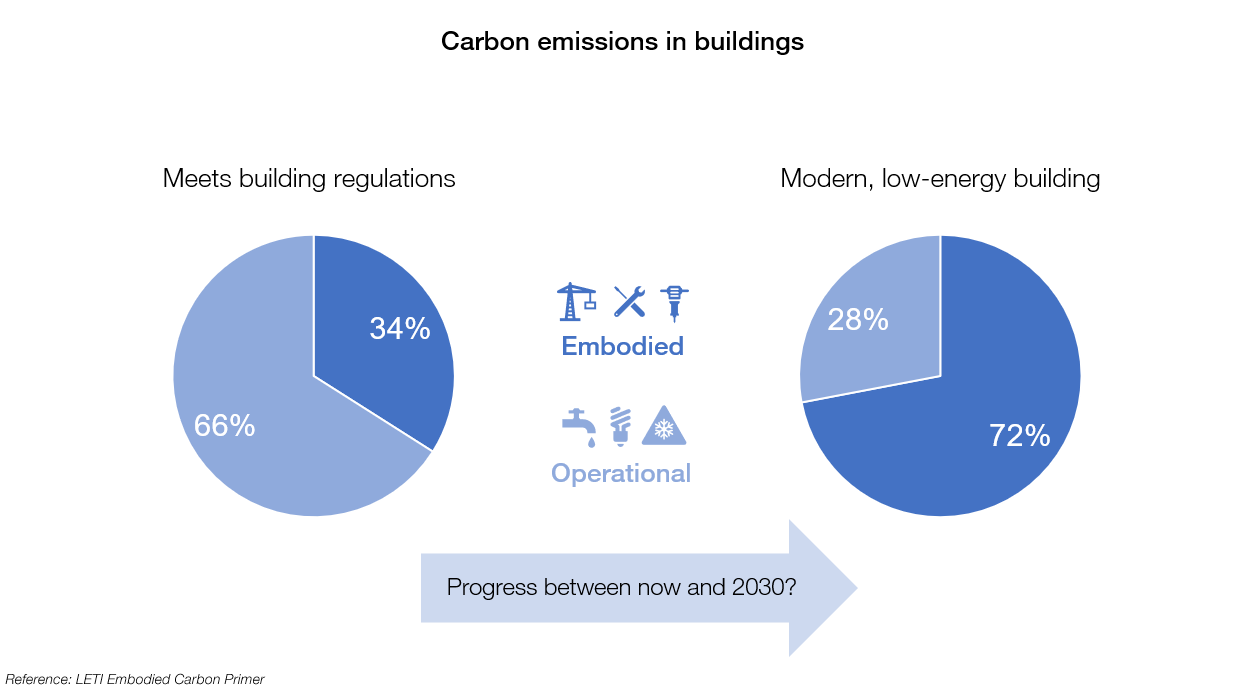 Carbon emissions in buildings
Meets building regulations
Modern, low-energy building
34%
66%
Embodied
Operational
28%
72%
Progress between now and 2030?
Reference: LETI Embodied Carbon Primer